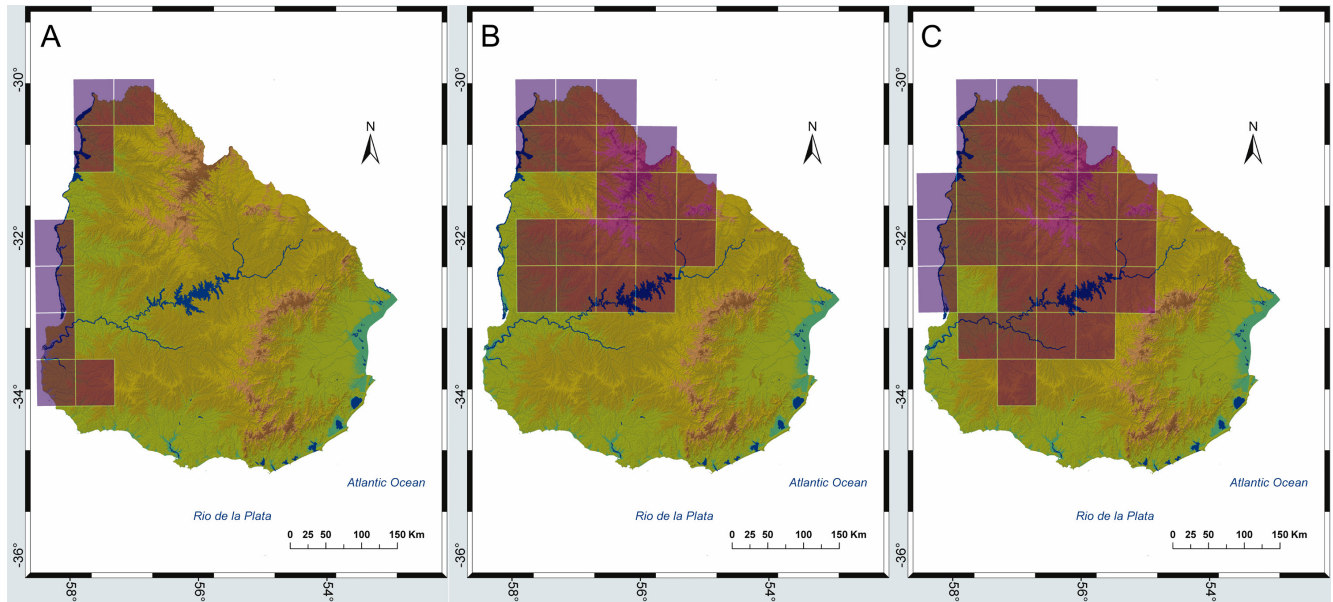 A
B
C
-30°
-32°
-34°
-36°
-58°
-56°
-54°
N
Atlantic Ocean
Rio de la Plata
0 25 50 100 150 Km
-30°
-32°
-34°
-36°
-58°
-56°
-54°
N
Atlantic Ocean
Rio de la Plata
0 25 50 100 150 Km
-30°
-32°
-34°
-36°
-58°
-56°
-54°
N
Atlantic Ocean
Rio de la Plata
0 25 50 100 150 Km